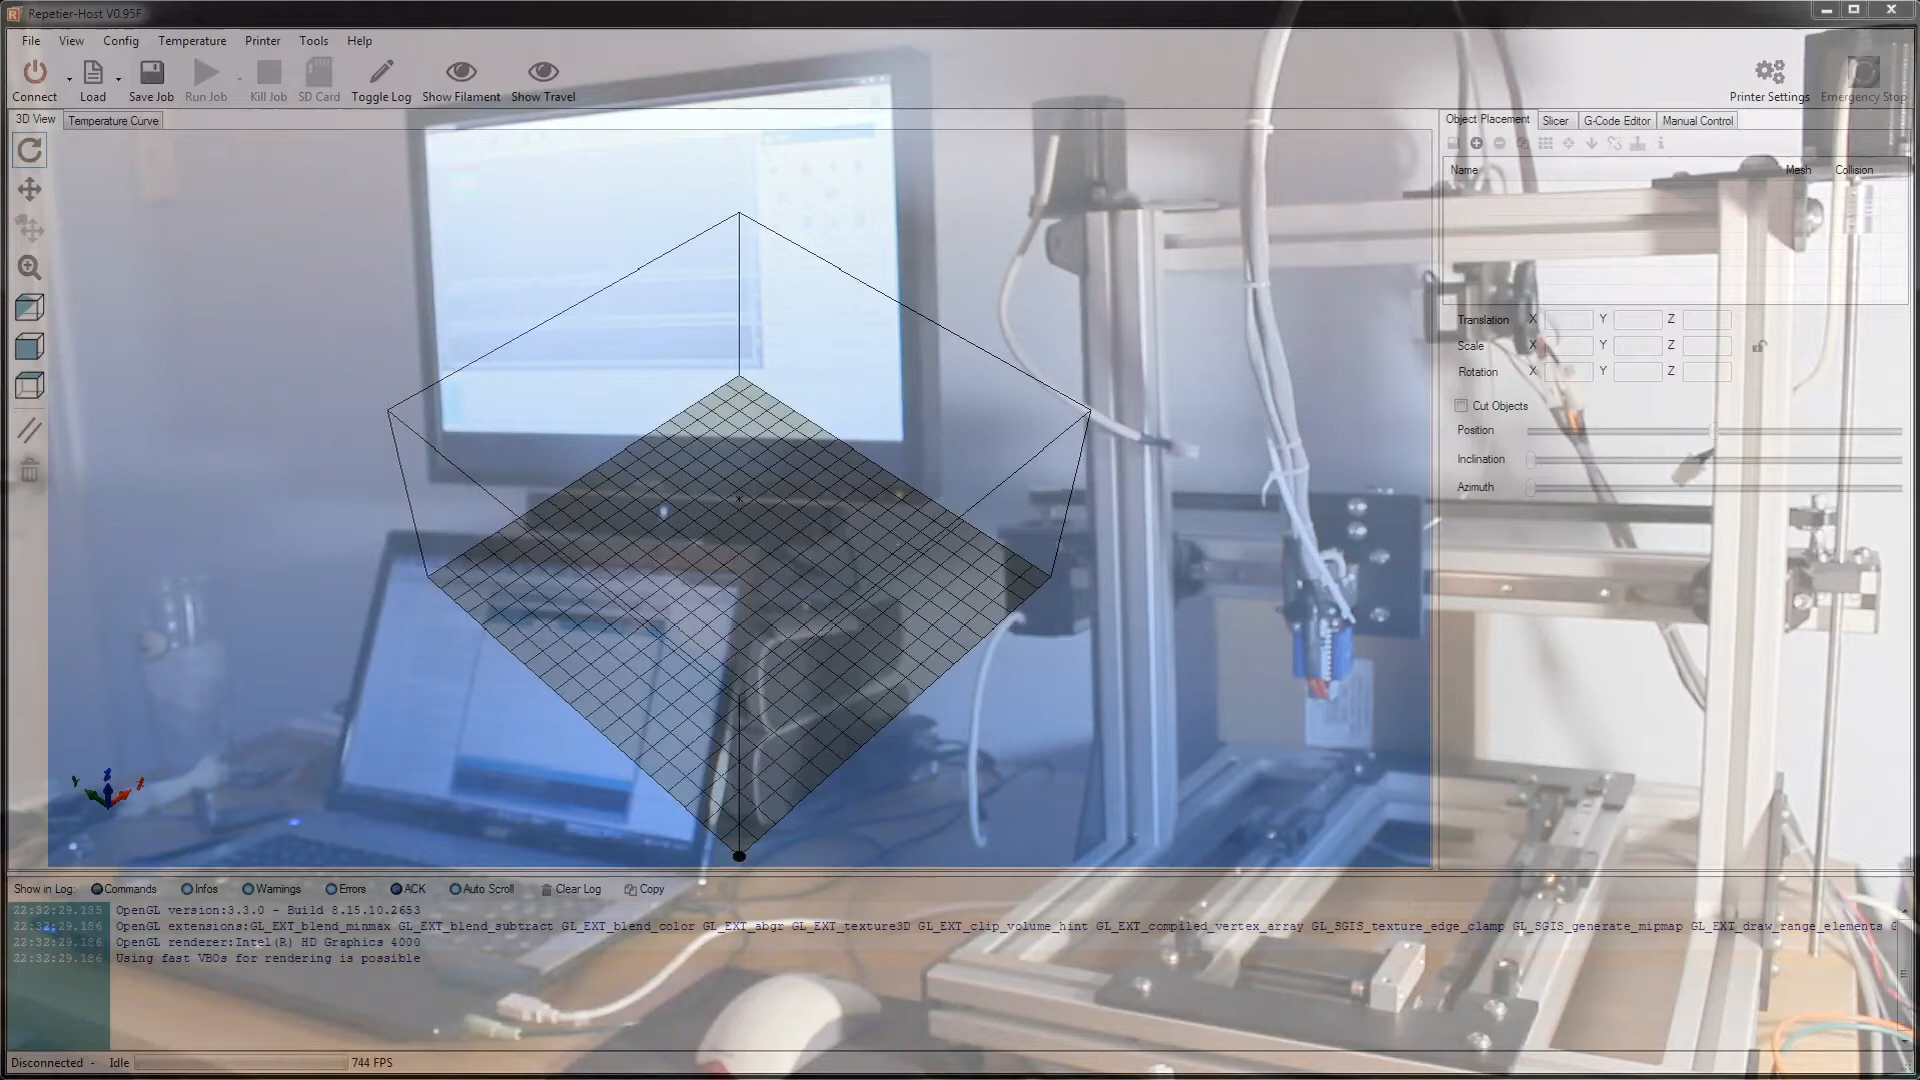 Repetier-Host V0.95F
File View Config Temperature Printer Tools Help
Connect Load Save Job Run Job Kill Job SD Card Toggle Log Show Filament Show Travel Printer Settings Emergency Stop
3D View Temperature Curve Object Placement Slicer G-Code Editor Manual Control
Name Mesh Collision
Translation X Y Z
Scale X Y Z
Rotation X Y Z
Cut Objects
Position
Inclination
Azimuth
Show in Log: Commands Infos Warnings Errors ACK Auto Scroll Clear Log Copy
22:32:29.185 OpenGL version:3.3.0 - Build 8.15.10.2653
22:32:29.186 OpenGL extensions:GL_EXT_blend_minmax GL_EXT_blend_subtract GL_EXT_blend_color GL_EXT_abgr GL_EXT_texture3D GL_EXT_clip_volume_hint GL_EXT_compiled_vertex_array GL_SGIS_texture_edge_clamp GL_SGIS_generate_mipmap GL_EXT_draw_range_elements
22:32:29.186 OpenGL renderer:Intel(R) HD Graphics 4000
22:32:29.186 Using fast VBOs for rendering is possible
Disconnected - Idle 744 FPS